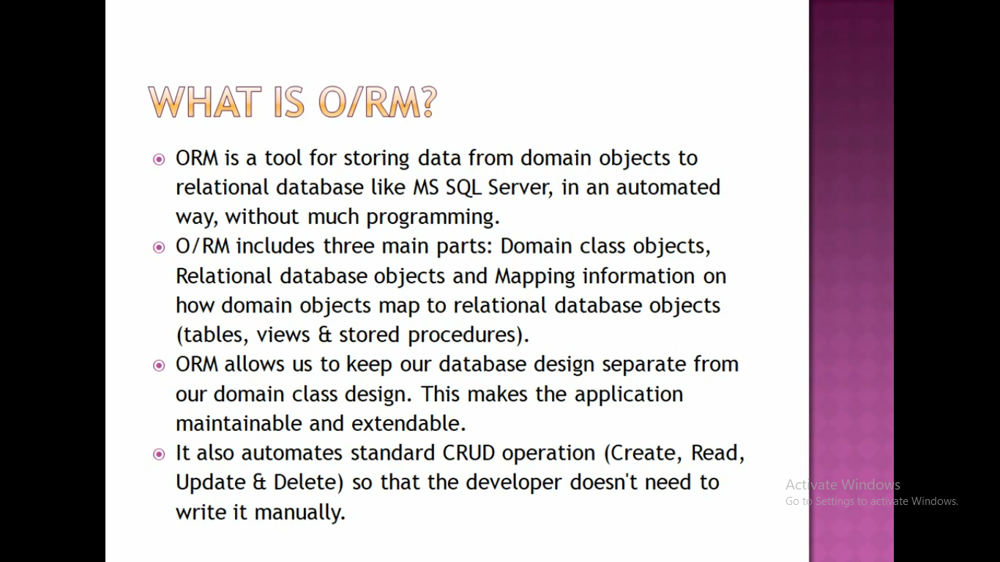 WHAT IS O/RM?
ORM is a tool for storing data from domain objects to
relational database like MS SQL Server, in an automated
way, without much programming.
O/RM includes three main parts: Domain class objects,
Relational database objects and Mapping information on
how domain objects map to relational database objects
(tables, views & stored procedures).
ORM allows us to keep our database design separate from
our domain class design. This makes the application
maintainable and extendable.
It also automates standard CRUD operation (Create, Read,
Update & Delete) so that the developer doesn't need to
write it manually.
Activate Windows
Go to Settings to activate Windows.